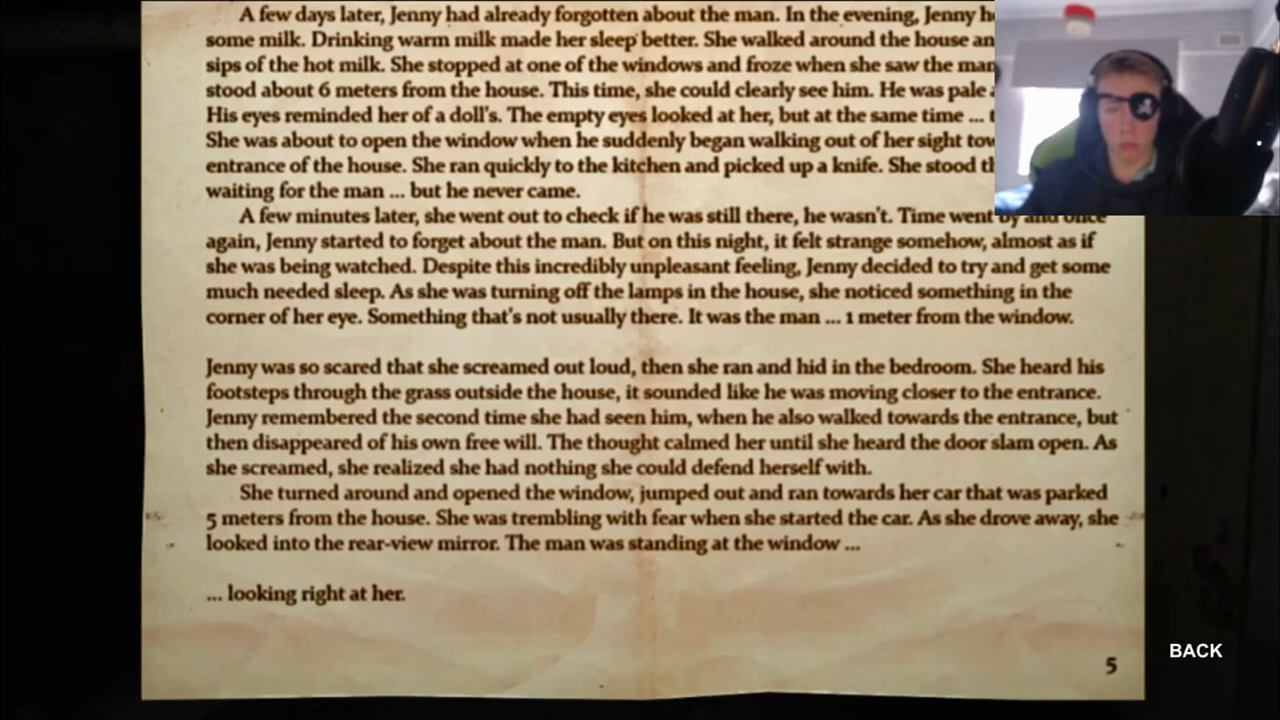 A few days later, Jenny had already forgotten about the man. In the evening, Jenny
some milk. Drinking warm milk made her sleep better. She walked around the house
sips of the hot milk. She stopped at one of the windows and froze when she saw the man
stood about 6 meters from the house. This time, she could clearly see him. He was pale
His eyes reminded her of a doll's. The empty eyes looked at her, but at the same time ...
She was about to open the window when he suddenly began walking out of her sight
entrance of the house. She ran quickly to the kitchen and picked up a knife. She stood
waiting for the man ... but he never came.
A few minutes later, she went out to check if he was still there, he wasn't. Time went by and once
again, Jenny started to forget about the man. But on this night, it felt strange somehow, almost as if
she was being watched. Despite this incredibly unpleasant feeling, Jenny decided to try and get some
much needed sleep. As she was turning off the lamps in the house, she noticed something in the
corner of her eye. Something that's not usually there. It was the man ... 1 meter from the window.
Jenny was so scared that she screamed out loud, then she ran and hid in the bedroom. She heard his
footsteps through the grass outside the house, it sounded like he was moving closer to the entrance.
Jenny remembered the second time she had seen him, when he also walked towards the entrance, but
then disappeared of his own free will. The thought calmed her until she heard the door slam open. As
she screamed, she realized she had nothing she could defend herself with.
She turned around and opened the window, jumped out and ran towards her car that was parked
5 meters from the house. She was trembling with fear when she started the car. As she drove away, she
looked into the rear-view mirror. The man was standing at the window ...
... looking right at her.
BACK
5